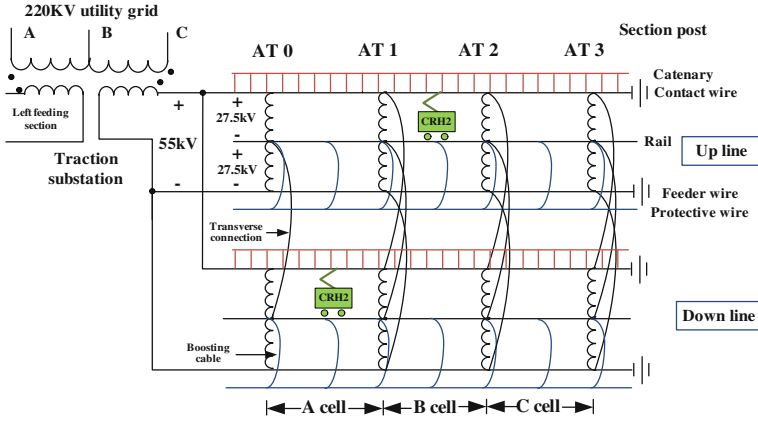 220KV utility grid
A B C
AT 0 AT 1 AT 2 AT 3
Section post
Catenary
Contact wire
Left feeding
section
+
55kV
-
+
27.5kV
-
+
27.5kV
-
CRH2
Rail
Up line
Traction
substation
Feeder wire
Protective wire
Transverse
connection
CRH2
Down line
Boosting
cable
A cell B cell C cell